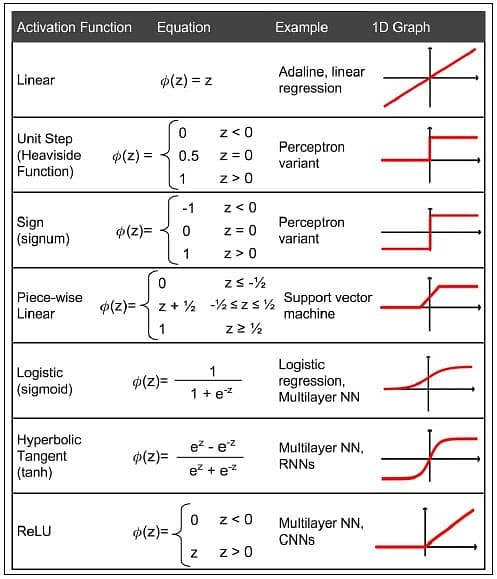 Activation Function Equation Example 1D Graph
Linear ϕ(z) = z Adaline, linear
regression
Unit Step
(Heaviside
Function)
ϕ(z) =
0 z < 0
0.5 z = 0
1 z > 0
Perceptron
variant
Sign
(signum)
ϕ(z)=
-1 z < 0
0 z = 0
1 z > 0
Perceptron
variant
Piece-wise
Linear
ϕ(z)=
0 z ≤ -½
z + ½ -½ ≤ z ≤ ½
1 z ≥ ½
Support vector
machine
Logistic
(sigmoid)
ϕ(z)=
1
1 + e^-z
Logistic
regression,
Multilayer NN
Hyperbolic
Tangent
(tanh)
ϕ(z)=
e^z - e^-z
e^z + e^-z
Multilayer NN,
RNNs
ReLU
ϕ(z)=
0 z < 0
z z > 0
Multilayer NN,
CNNs